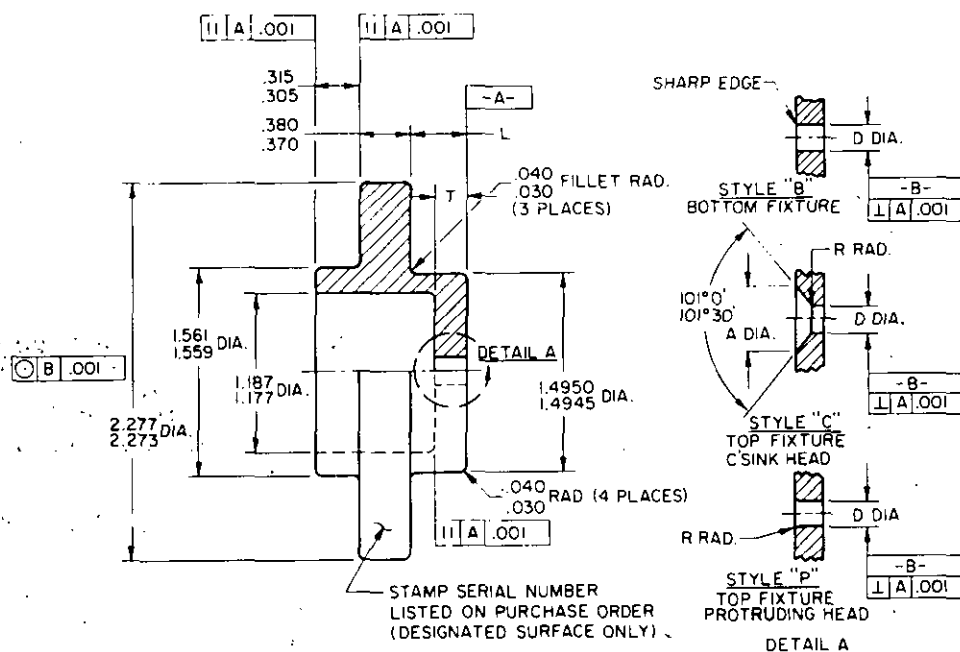 // A .001
// A .001
.315
.305
-A-
.380
.370
L
T
.040
.030 FILLET RAD.
(3 PLACES)
1.561
1.559 DIA.
⌾ B .001
1.187
1.177 DIA.
DETAIL A
1.4950
1.4945 DIA.
2.277
2.273 DIA.
.040
.030 RAD (4 PLACES)
// A .001
STAMP SERIAL NUMBER
LISTED ON PURCHASE ORDER
(DESIGNATED SURFACE ONLY)
SHARP EDGE
D DIA.
STYLE "B"
BOTTOM FIXTURE
-B-
⊥ A .001
R RAD.
101°0'
101°30'
A DIA.
D DIA.
-B-
⊥ A .001
STYLE "C"
TOP FIXTURE
C'SINK HEAD
D DIA
R RAD.
-B-
⊥ A .001
STYLE "P"
TOP FIXTURE
PROTRUDING HEAD
DETAIL A